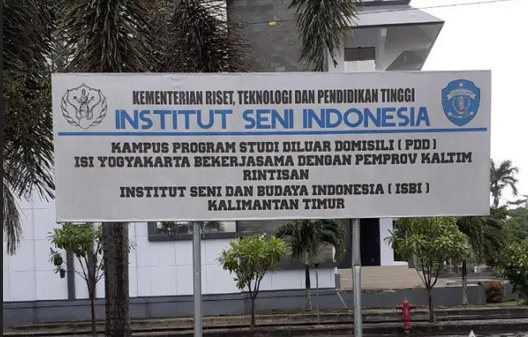 KEMENTERIAN RISET, TEKNOLOGI DAN PENDIDIKAN TINGGI
INSTITUT SENI INDONESIA
KAMPUS PROGRAM STUDI DILUAR DOMISILI ( PDD )
ISI YOGYAKARTA BEKERJASAMA DENGAN PEMPROV KALTIM
RINTISAN
INSTITUT SENI DAN BUDAYA INDONESIA ( ISBI )
KALIMANTAN TIMUR